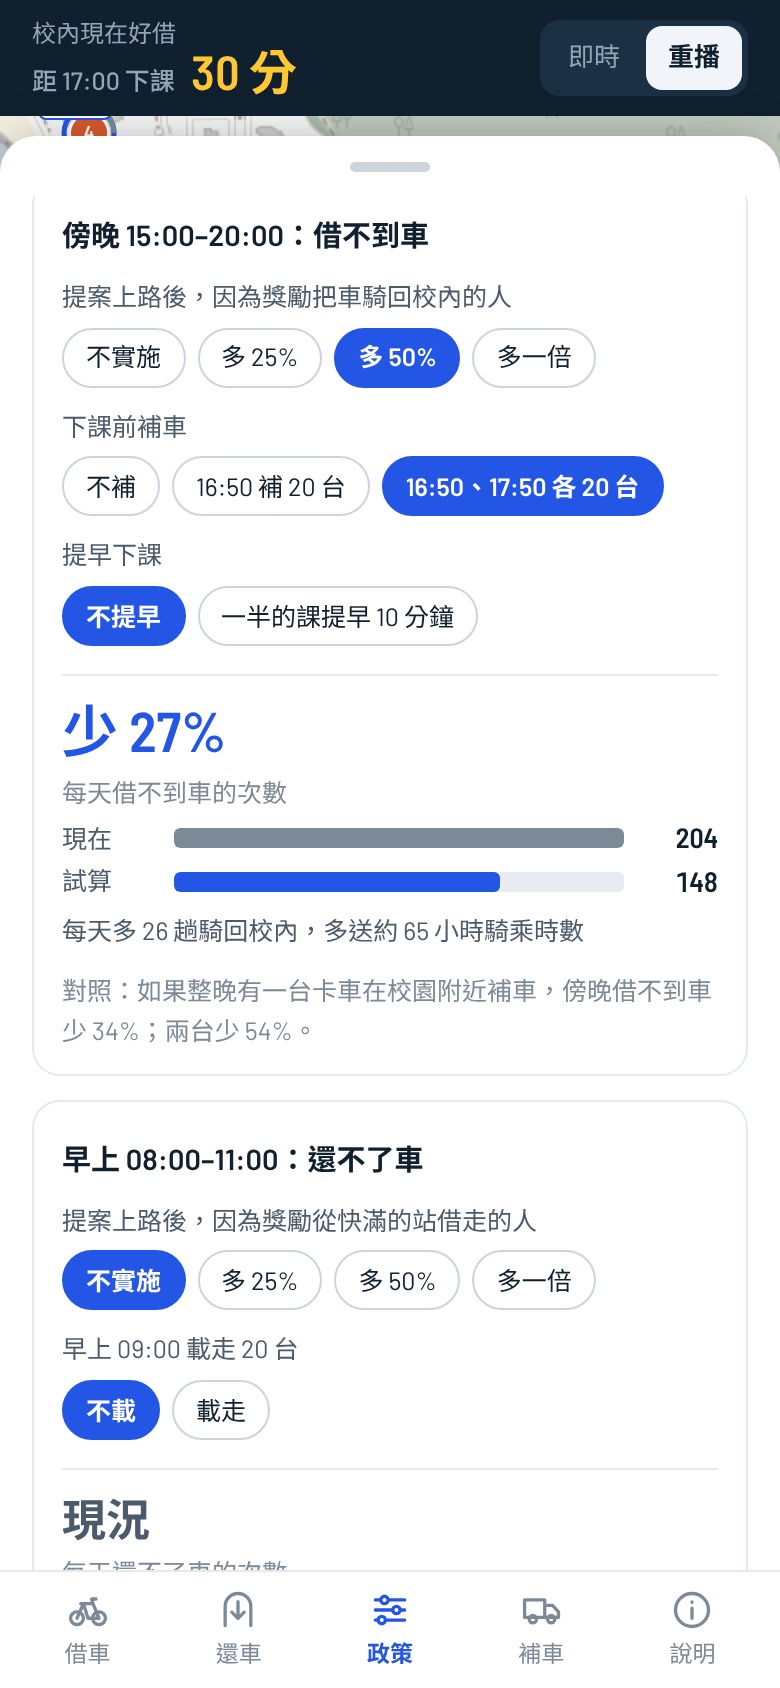 校內現在好借
距 17:00 下課 30 分
即時 重播
4
傍晚 15:00–20:00：借不到車
提案上路後，因為獎勵把車騎回校內的人
不實施 多 25% 多 50% 多一倍
下課前補車
不補 16:50 補 20 台 16:50、17:50 各 20 台
提早下課
不提早 一半的課提早 10 分鐘
少 27%
每天借不到車的次數
現在 204
試算 148
每天多 26 趟騎回校內，多送約 65 小時騎乘時數
對照：如果整晚有一台卡車在校園附近補車，傍晚借不到車
少 34%；兩台少 54%。
早上 08:00–11:00：還不了車
提案上路後，因為獎勵從快滿的站借走的人
不實施 多 25% 多 50% 多一倍
早上 09:00 載走 20 台
不載 載走
現況
每天還不了車的次數
借車 還車 政策 補車 說明